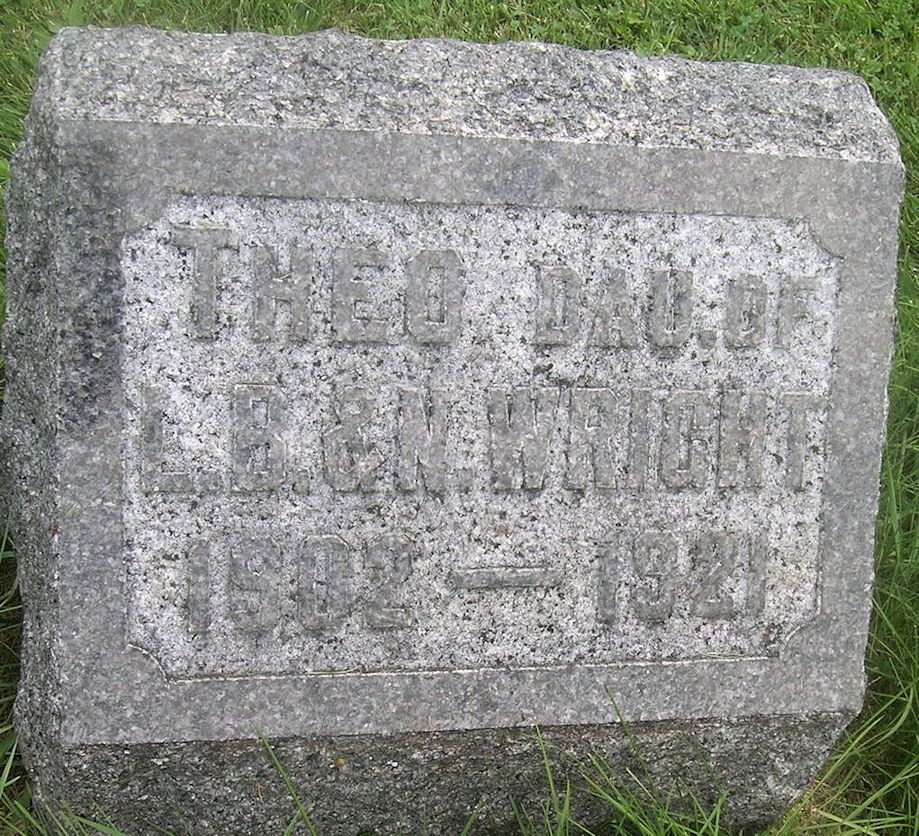 THEO DAU. OF
L.B. & N. WRIGHT
1902 — 1921